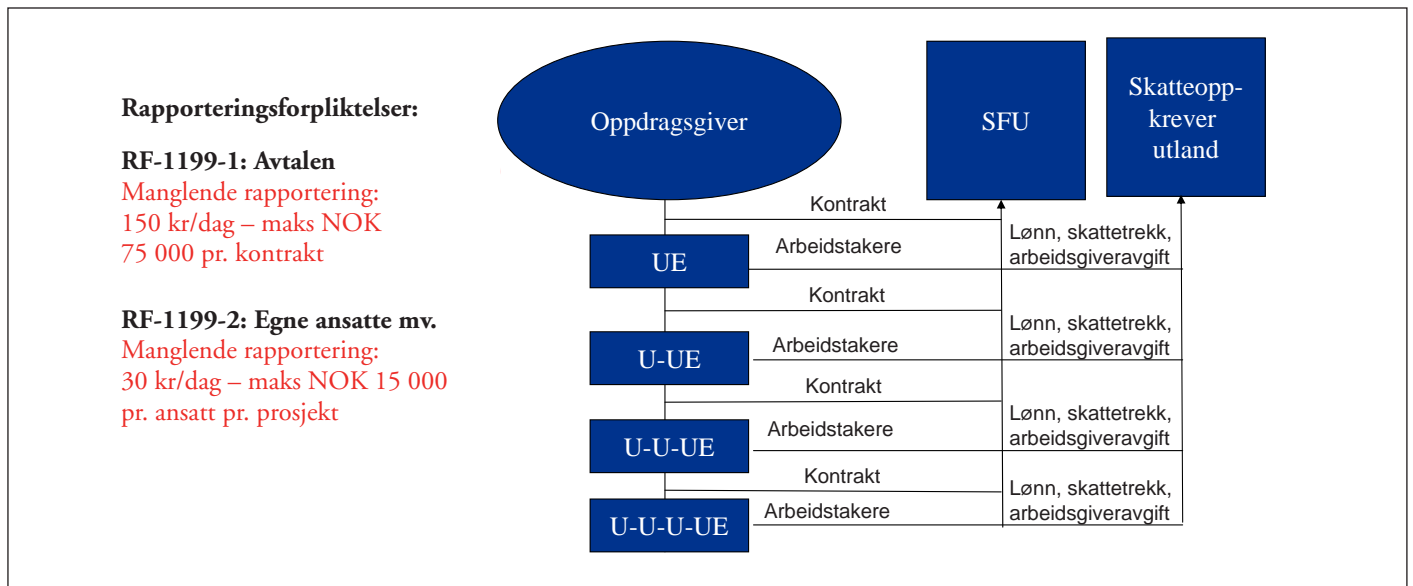 Rapporteringsforpliktelser:
RF-1199-1: Avtalen
Manglende rapportering:
150 kr/dag – maks NOK
75 000 pr. kontrakt
RF-1199-2: Egne ansatte mv.
Manglende rapportering:
30 kr/dag – maks NOK 15 000
pr. ansatt pr. prosjekt
Oppdragsgiver
SFU
Skatteopp-
krever
utland
Kontrakt
UE
Arbeidstakere
Lønn, skattetrekk,
arbeidsgiveravgift
Kontrakt
U-UE
Arbeidstakere
Lønn, skattetrekk,
arbeidsgiveravgift
Kontrakt
U-U-UE
Arbeidstakere
Lønn, skattetrekk,
arbeidsgiveravgift
Kontrakt
U-U-U-UE
Arbeidstakere
Lønn, skattetrekk,
arbeidsgiveravgift